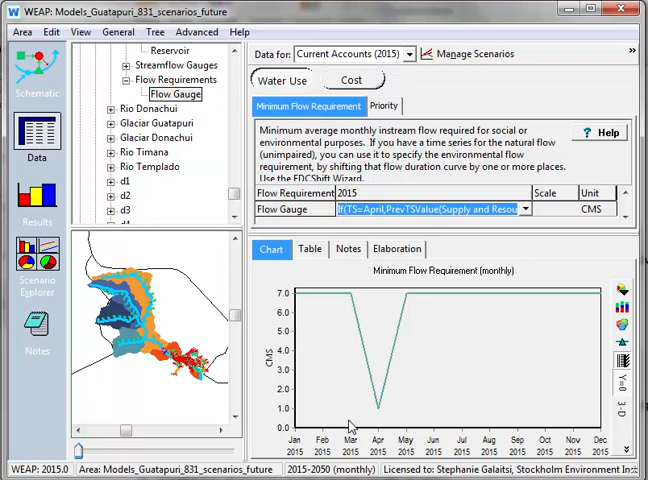 WEAP: Models_Guatapuri_831_scenarios_future
Area Edit View General Tree Advanced Help
Schematic
Data
Results
Scenario
Explorer
Notes
Reservoir
Streamflow Gauges
Flow Requirements
Flow Gauge
Rio Donachui
Glaciar Guatapuri
Glaciar Donachui
Rio Timana
Rio Templado
d1
d2
d3
Data for: Current Accounts (2015) Manage Scenarios »
Water Use Cost
Minimum Flow Requirement Priority
Minimum average monthly instream flow required for social or
environmental purposes. If you have a time series for the natural flow
(unimpaired), you can use it to specify the environmental flow
requirement, by shifting that flow duration curve by one or more places.
Use the FDCShift Wizard.
? Help
Flow Requirement 2015 Scale Unit
Flow Gauge If(TS=April,PrevTSValue(Supply and Resou CMS
Chart Table Notes Elaboration
Minimum Flow Requirement (monthly)
CMS
7.0
6.0
5.0
4.0
3.0
2.0
1.0
0.0
Jan Feb Mar Apr May Jun Jul Aug Sep Oct Nov Dec
2015 2015 2015 2015 2015 2015 2015 2015 2015 2015 2015 2015
Y=0
3-D
WEAP: 2015.0 Area: Models_Guatapuri_831_scenarios_future 2015-2050 (monthly) Licensed to: Stephanie Galaitsi, Stockholm Environment Inst